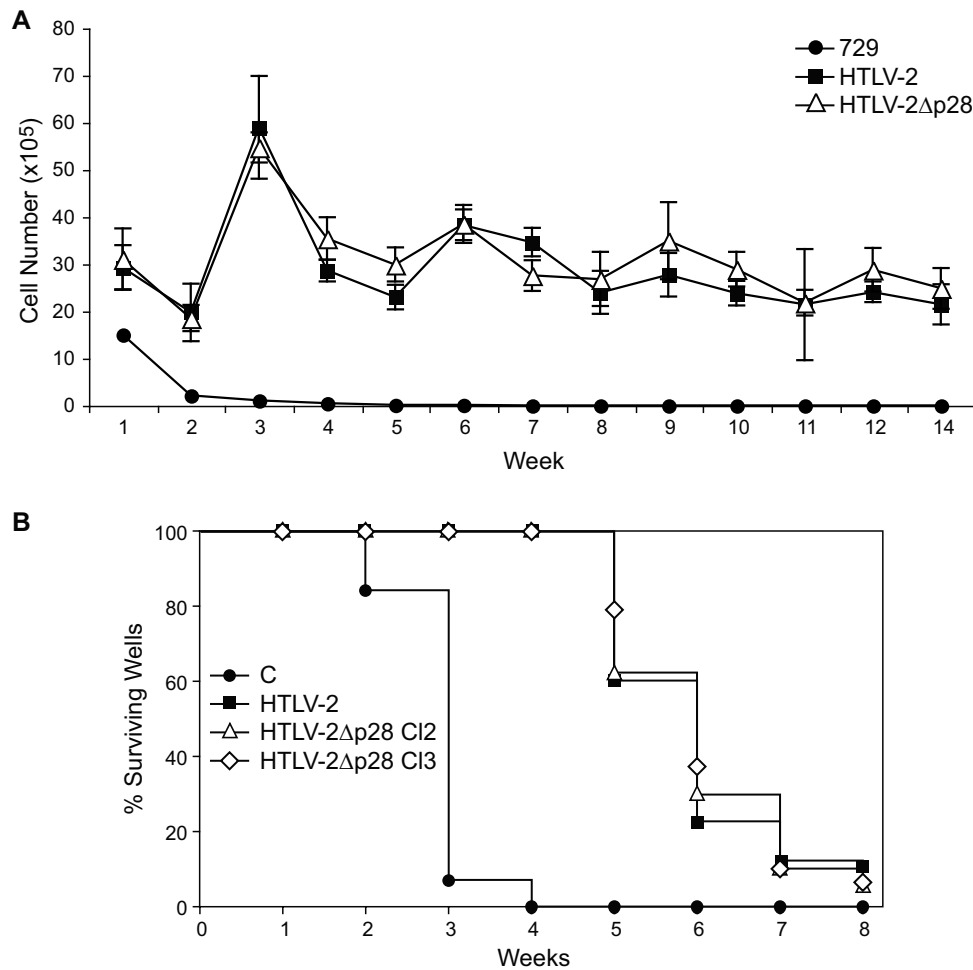 A
80
70
60
50
40
30
20
10
0
Cell Number (x10⁵)
729
HTLV-2
HTLV-2Δp28
1 2 3 4 5 6 7 8 9 10 11 12 14
Week
B
100
80
60
40
20
0
% Surviving Wells
C
HTLV-2
HTLV-2Δp28 Cl2
HTLV-2Δp28 Cl3
0 1 2 3 4 5 6 7 8
Weeks